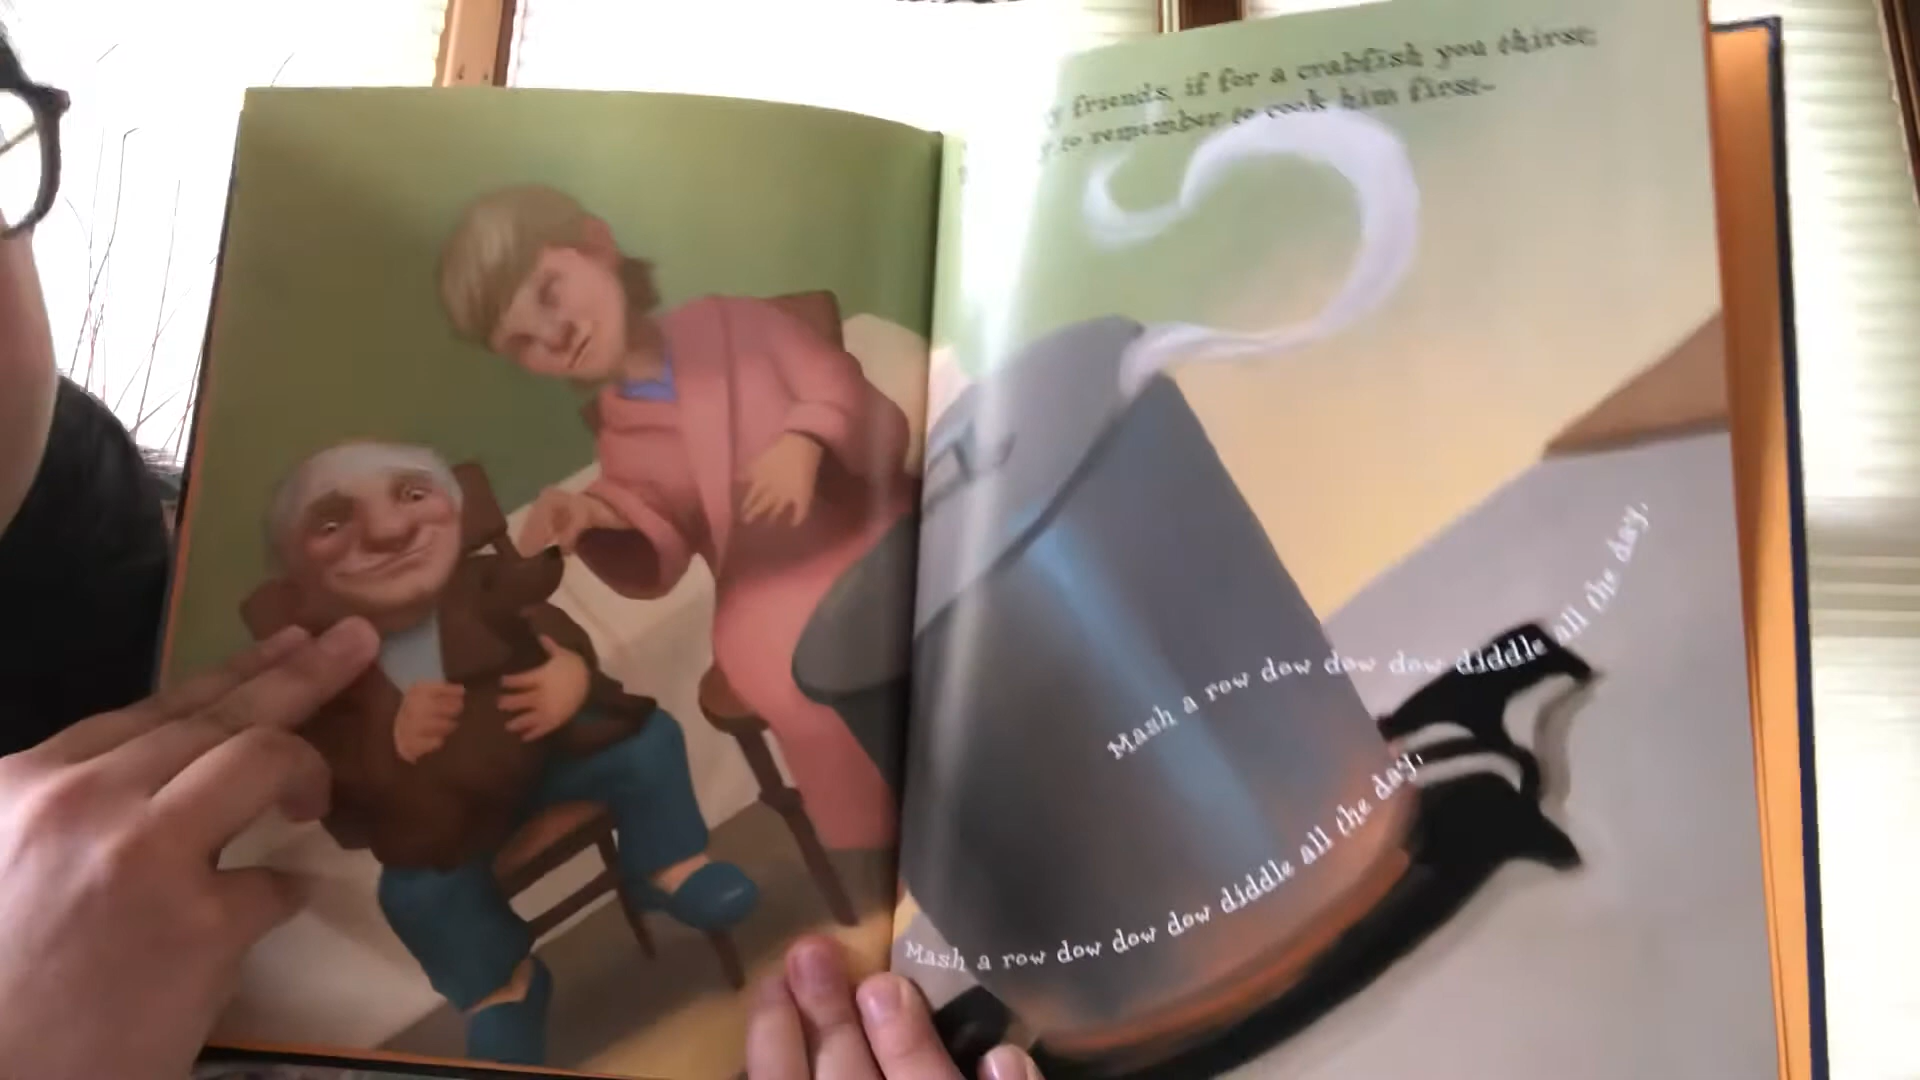 friends, if for a crabfish you thirst;
to remember to cook him first—
Mash a row dow dow dow diddle all the day,
Mash a row dow dow dow diddle all the day,